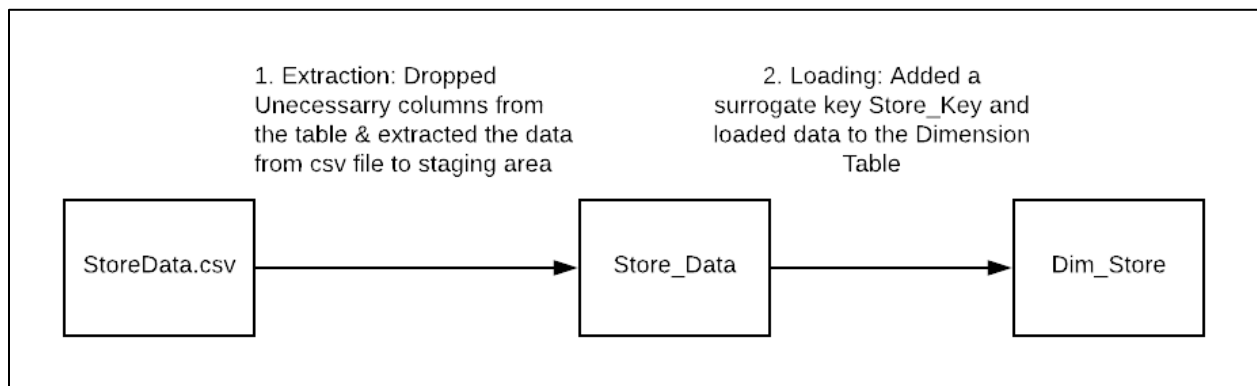 1. Extraction: Dropped
Unecessarry columns from
the table & extracted the data
from csv file to staging area
2. Loading: Added a
surrogate key Store_Key and
loaded data to the Dimension
Table
StoreData.csv
Store_Data
Dim_Store